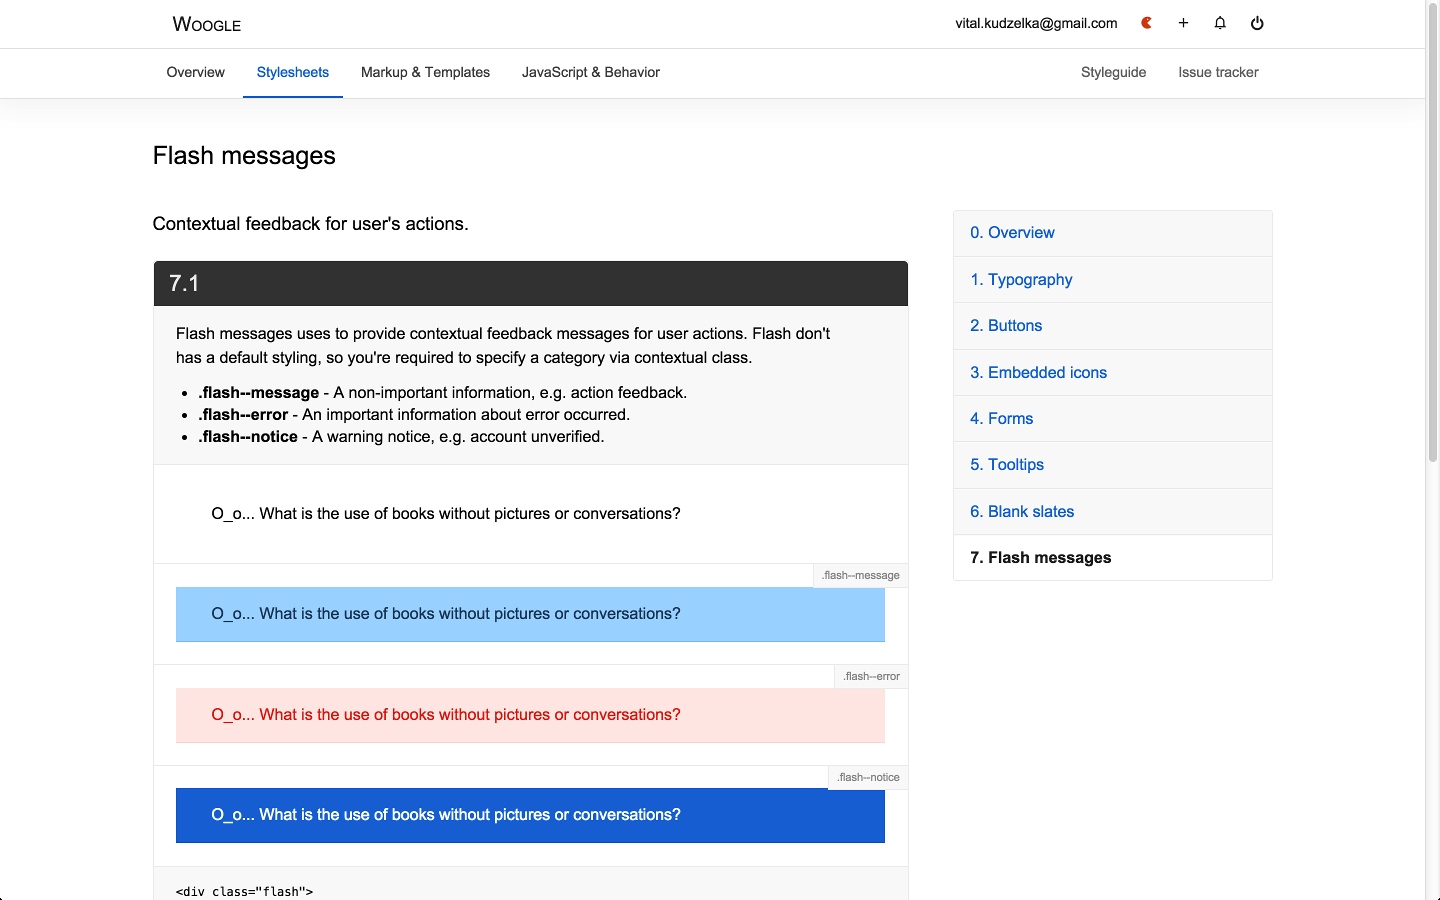 Woogle
vital.kudzelka@gmail.com
Overview Stylesheets Markup & Templates JavaScript & Behavior Styleguide Issue tracker
Flash messages
Contextual feedback for user's actions.
7.1
Flash messages uses to provide contextual feedback messages for user actions. Flash don't
has a default styling, so you're required to specify a category via contextual class.
• .flash--message - A non-important information, e.g. action feedback.
• .flash--error - An important information about error occurred.
• .flash--notice - A warning notice, e.g. account unverified.
O_o... What is the use of books without pictures or conversations?
.flash--message
O_o... What is the use of books without pictures or conversations?
.flash--error
O_o... What is the use of books without pictures or conversations?
.flash--notice
O_o... What is the use of books without pictures or conversations?
<div class="flash">
0. Overview
1. Typography
2. Buttons
3. Embedded icons
4. Forms
5. Tooltips
6. Blank slates
7. Flash messages